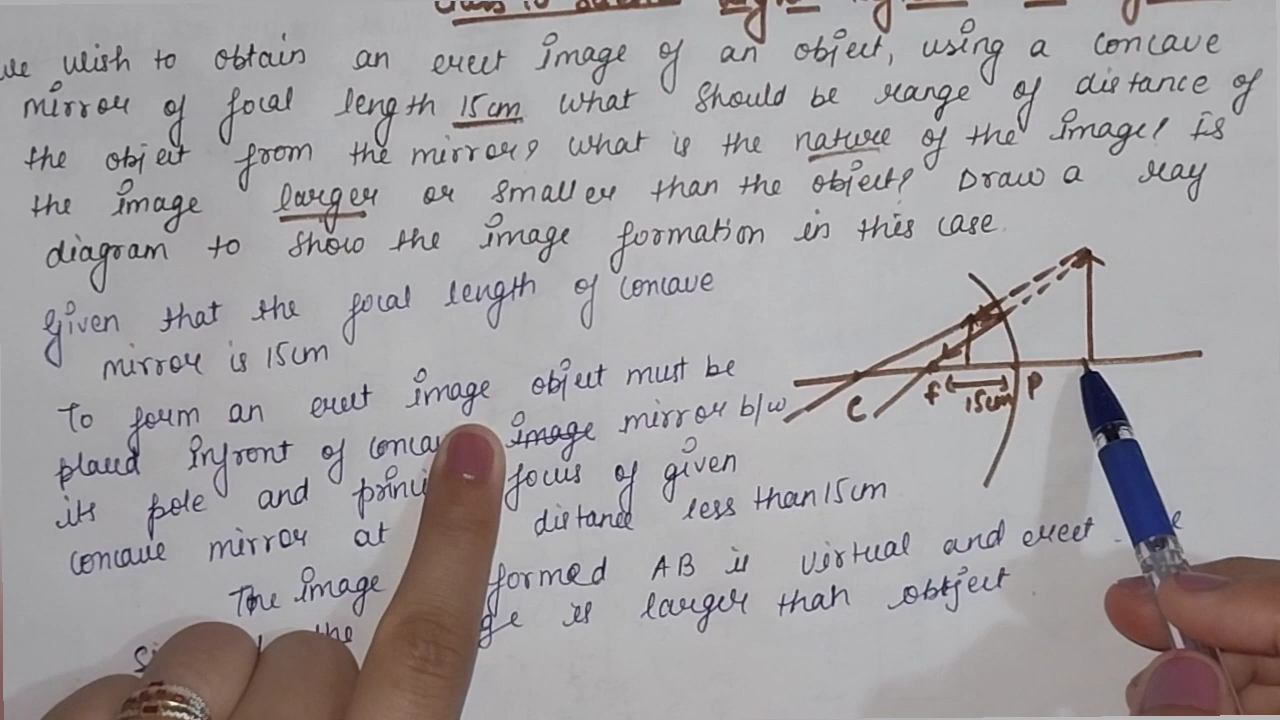 we wish to obtain an erect image of an object, using a concave
mirror of focal length 15cm what should be range of distance of
the object from the mirror? what is the nature of the image? Is
the image larger or smaller than the object? Draw a ray
diagram to show the image formation in this case.
Given that the focal length of concave
mirror is 15cm
To form an erect image object must be
placed infront of image mirror b/w
its pole and focus of given
concave mirror at distance less than 15cm
The image formed AB is virtual and erect
the is larger than object
C F 15cm P